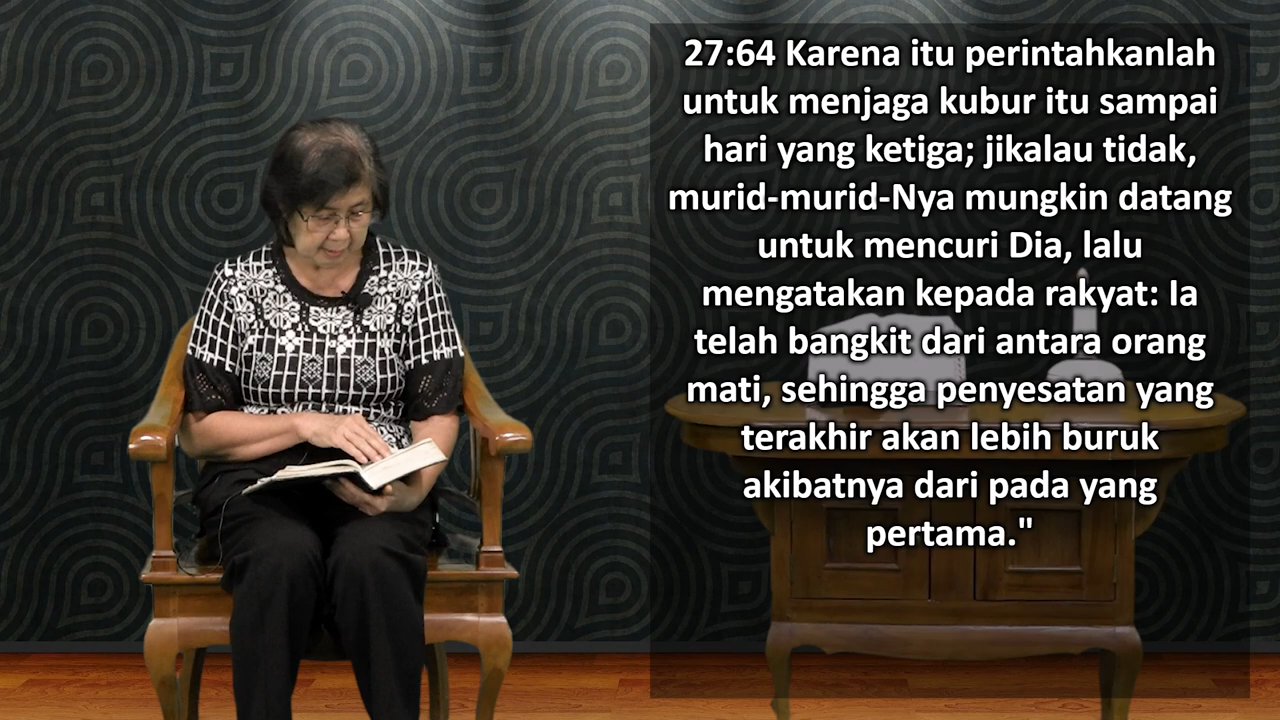 27:64 Karena itu perintahkanlah
untuk menjaga kubur itu sampai
hari yang ketiga; jikalau tidak,
murid-murid-Nya mungkin datang
untuk mencuri Dia, lalu
mengatakan kepada rakyat: Ia
telah bangkit dari antara orang
mati, sehingga penyesatan yang
terakhir akan lebih buruk
akibatnya dari pada yang
pertama."